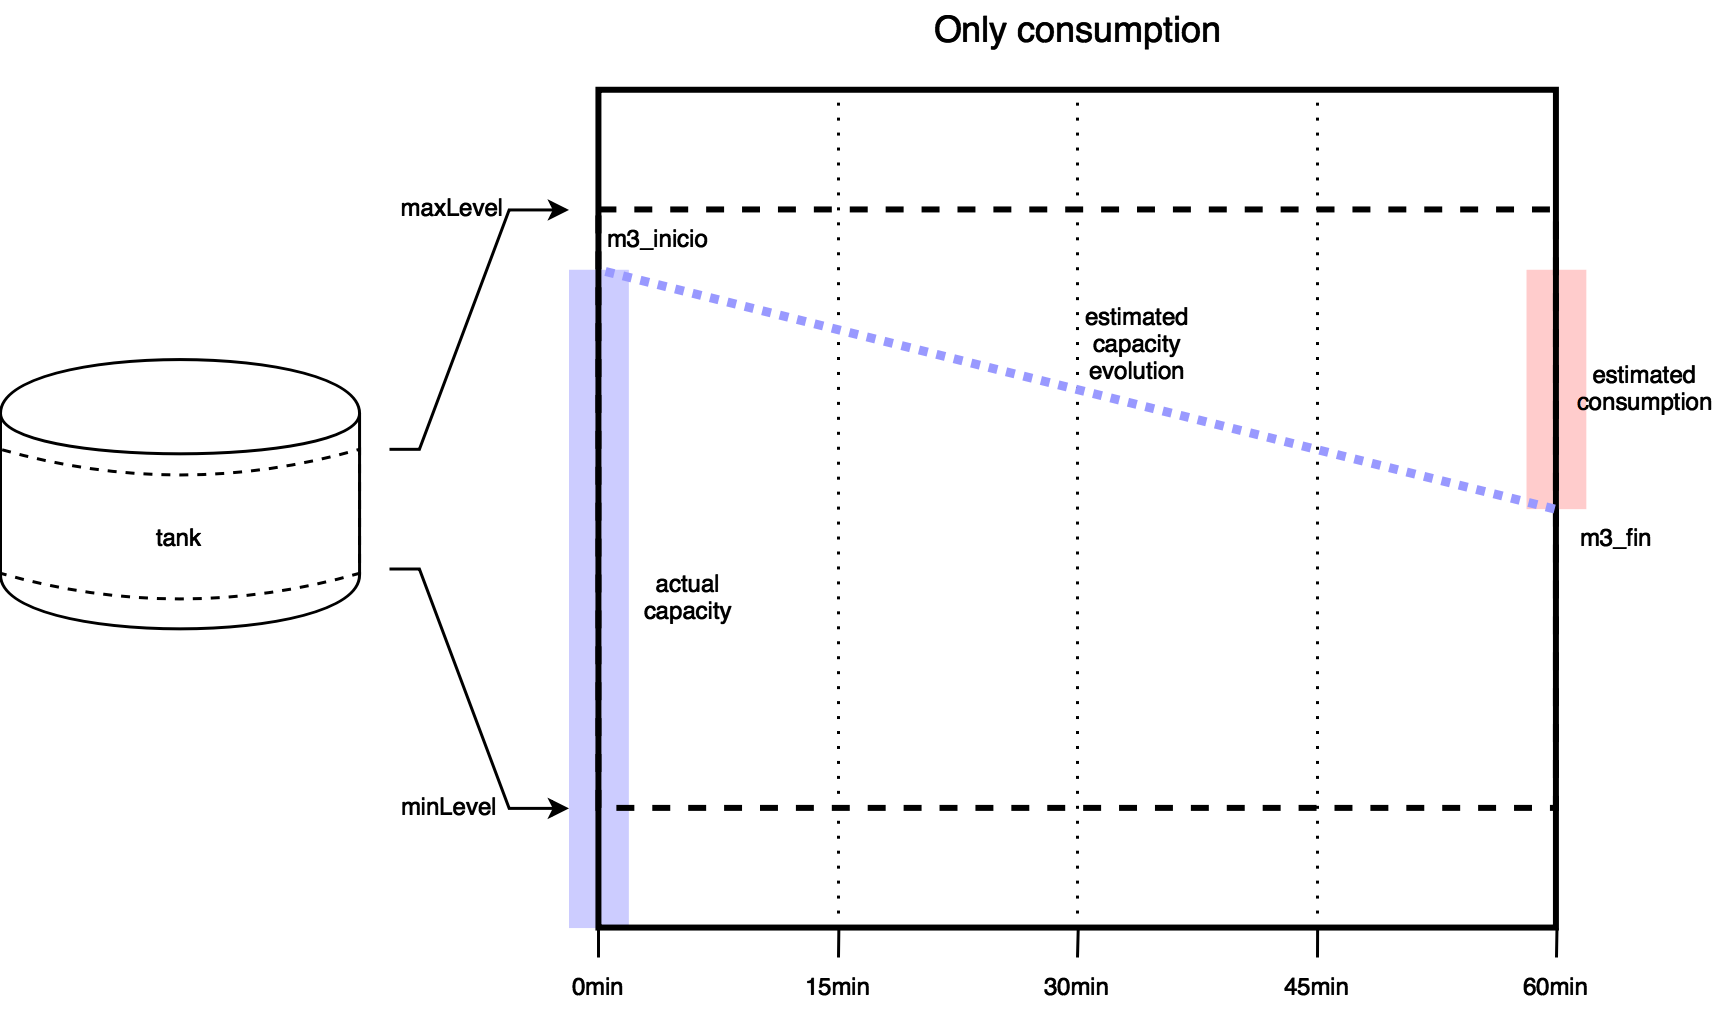 Only consumption
maxLevel
m3_inicio
estimated
capacity
evolution
estimated
consumption
tank
m3_fin
actual
capacity
minLevel
0min
15min
30min
45min
60min